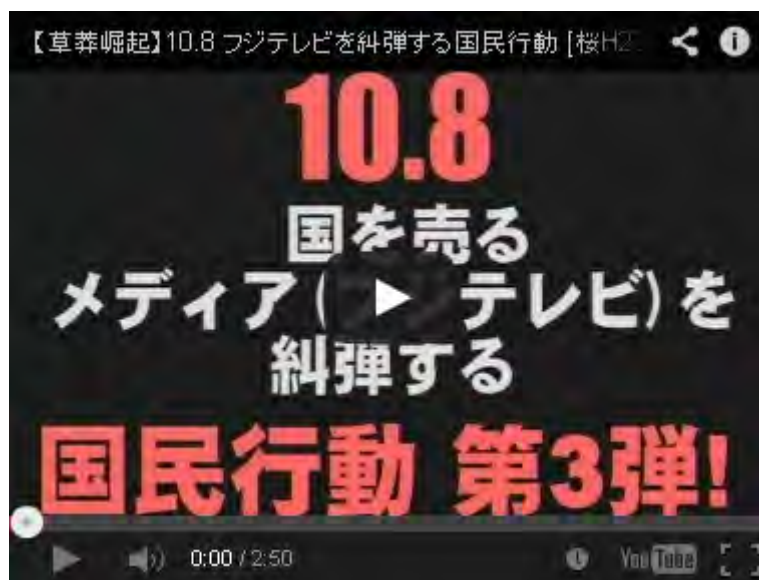 【草莽崛起】10.8 フジテレビを糾弾する国民行動 [桜H2
10.8
国を売る
メディア( テレビ)を
糾弾する
国民行動 第3弾!
0:00 / 2:50
YouTube